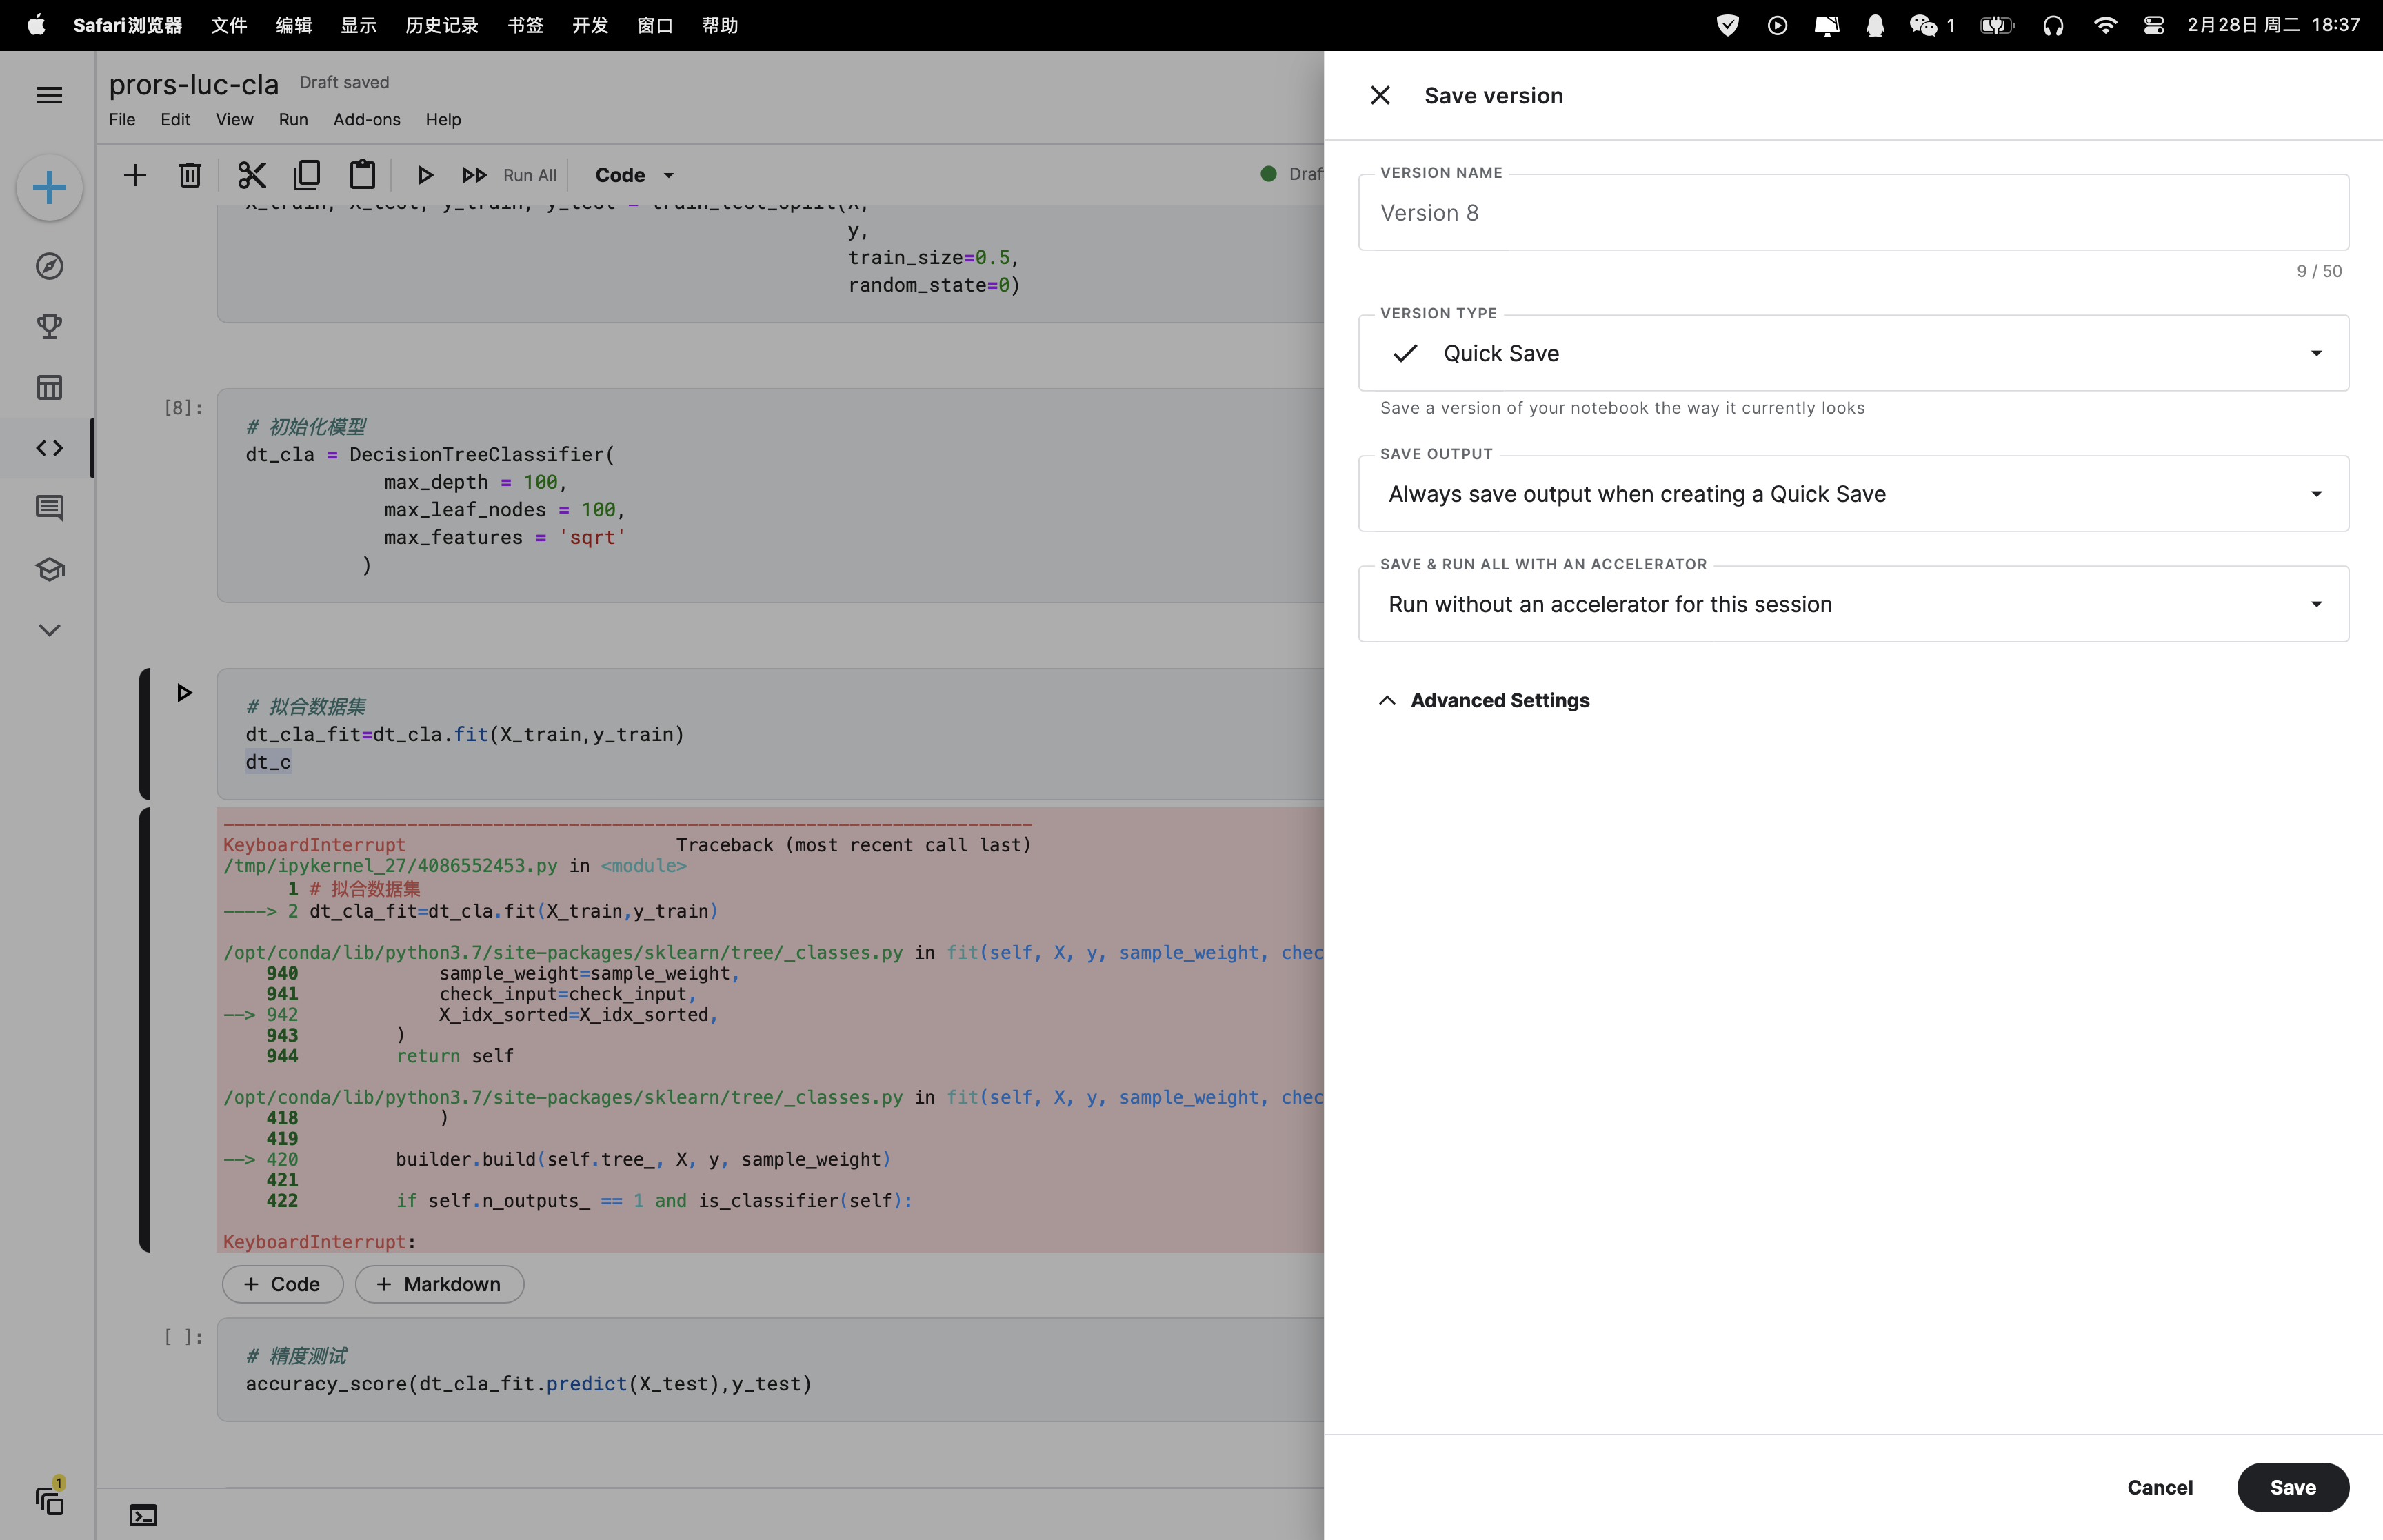 Safari浏览器 文件 编辑 显示 历史记录 书签 开发 窗口 帮助 1 2月28日 周二 18:37
prors-luc-cla Draft saved
File Edit View Run Add-ons Help
Run All Code
X_train, X_test, y_train, y_test = train_test_split(X,
y,
train_size=0.5,
random_state=0)
[8]:
# 初始化模型
dt_cla = DecisionTreeClassifier(
max_depth = 100,
max_leaf_nodes = 100,
max_features = 'sqrt'
)
# 拟合数据集
dt_cla_fit=dt_cla.fit(X_train,y_train)
dt_c
---------------------------------------------------------------------------
KeyboardInterrupt Traceback (most recent call last)
/tmp/ipykernel_27/4086552453.py in <module>
1 # 拟合数据集
----> 2 dt_cla_fit=dt_cla.fit(X_train,y_train)
/opt/conda/lib/python3.7/site-packages/sklearn/tree/_classes.py in fit(self, X, y, sample_weight, chec
940 sample_weight=sample_weight,
941 check_input=check_input,
--> 942 X_idx_sorted=X_idx_sorted,
943 )
944 return self
/opt/conda/lib/python3.7/site-packages/sklearn/tree/_classes.py in fit(self, X, y, sample_weight, chec
418 )
419
--> 420 builder.build(self.tree_, X, y, sample_weight)
421
422 if self.n_outputs_ == 1 and is_classifier(self):
KeyboardInterrupt:
+ Code + Markdown
[ ]:
# 精度测试
accuracy_score(dt_cla_fit.predict(X_test),y_test)
1
Save version
VERSION NAME
Version 8
9 / 50
VERSION TYPE
Quick Save
Save a version of your notebook the way it currently looks
SAVE OUTPUT
Always save output when creating a Quick Save
SAVE & RUN ALL WITH AN ACCELERATOR
Run without an accelerator for this session
Advanced Settings
Cancel Save